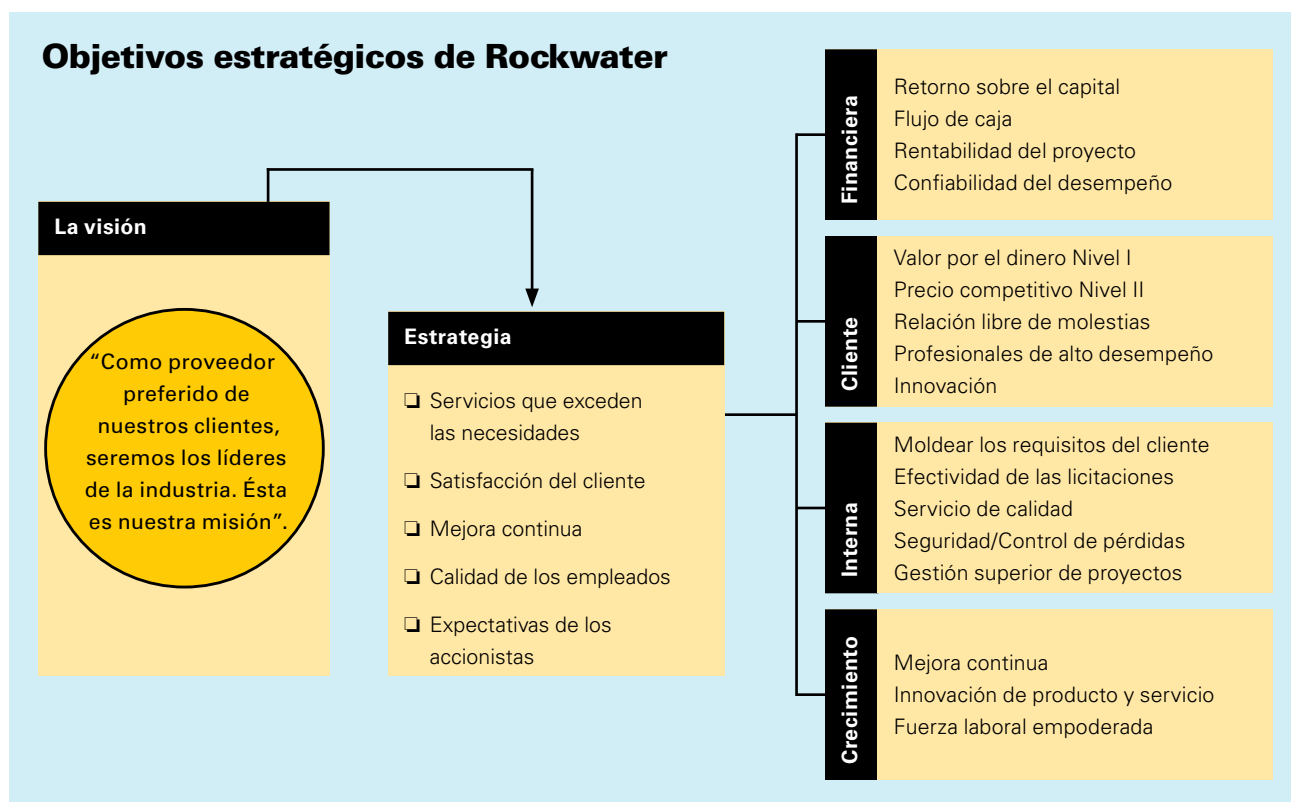 Objetivos estratégicos de Rockwater
La visión
“Como proveedor
preferido de
nuestros clientes,
seremos los líderes
de la industria. Ésta
es nuestra misión”.
Estrategia
❏ Servicios que exceden
las necesidades
❏ Satisfacción del cliente
❏ Mejora continua
❏ Calidad de los empleados
❏ Expectativas de los
accionistas
Financiera
Retorno sobre el capital
Flujo de caja
Rentabilidad del proyecto
Confiabilidad del desempeño
Cliente
Valor por el dinero Nivel I
Precio competitivo Nivel II
Relación libre de molestias
Profesionales de alto desempeño
Innovación
Interna
Moldear los requisitos del cliente
Efectividad de las licitaciones
Servicio de calidad
Seguridad/Control de pérdidas
Gestión superior de proyectos
Crecimiento
Mejora continua
Innovación de producto y servicio
Fuerza laboral empoderada